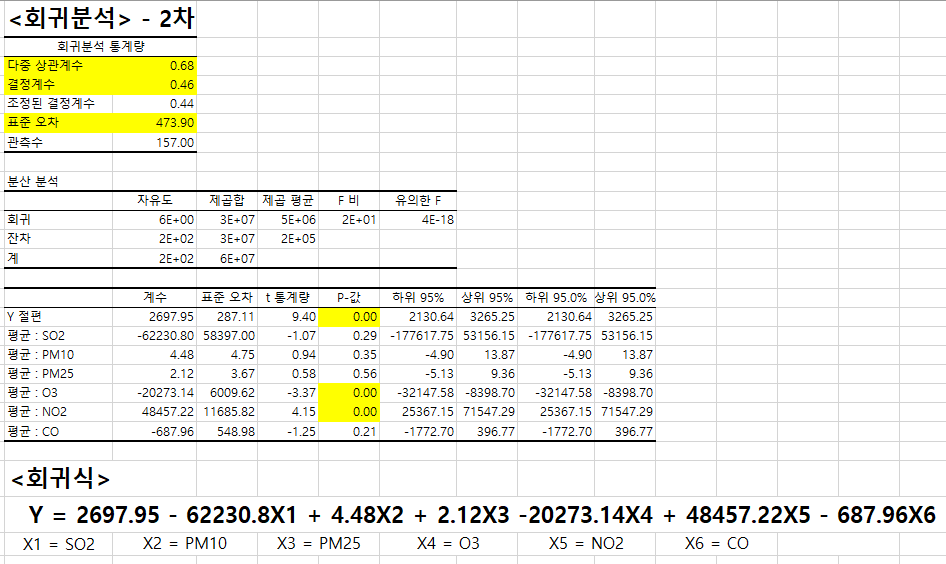 <회귀분석> - 2차
회귀분석 통계량
다중 상관계수 0.68
결정계수 0.46
조정된 결정계수 0.44
표준 오차 473.90
관측수 157.00
분산 분석
자유도 제곱합 제곱 평균 F 비 유의한 F
회귀 6E+00 3E+07 5E+06 2E+01 4E-18
잔차 2E+02 3E+07 2E+05
계 2E+02 6E+07
계수 표준 오차 t 통계량 P-값 하위 95% 상위 95% 하위 95.0% 상위 95.0%
Y 절편 2697.95 287.11 9.40 0.00 2130.64 3265.25 2130.64 3265.25
평균 : SO2 -62230.80 58397.00 -1.07 0.29 -177617.75 53156.15 -177617.75 53156.15
평균 : PM10 4.48 4.75 0.94 0.35 -4.90 13.87 -4.90 13.87
평균 : PM25 2.12 3.67 0.58 0.56 -5.13 9.36 -5.13 9.36
평균 : O3 -20273.14 6009.62 -3.37 0.00 -32147.58 -8398.70 -32147.58 -8398.70
평균 : NO2 48457.22 11685.82 4.15 0.00 25367.15 71547.29 25367.15 71547.29
평균 : CO -687.96 548.98 -1.25 0.21 -1772.70 396.77 -1772.70 396.77
<회귀식>
Y = 2697.95 - 62230.8X1 + 4.48X2 + 2.12X3 -20273.14X4 + 48457.22X5 - 687.96X6
X1 = SO2 X2 = PM10 X3 = PM25 X4 = O3 X5 = NO2 X6 = CO